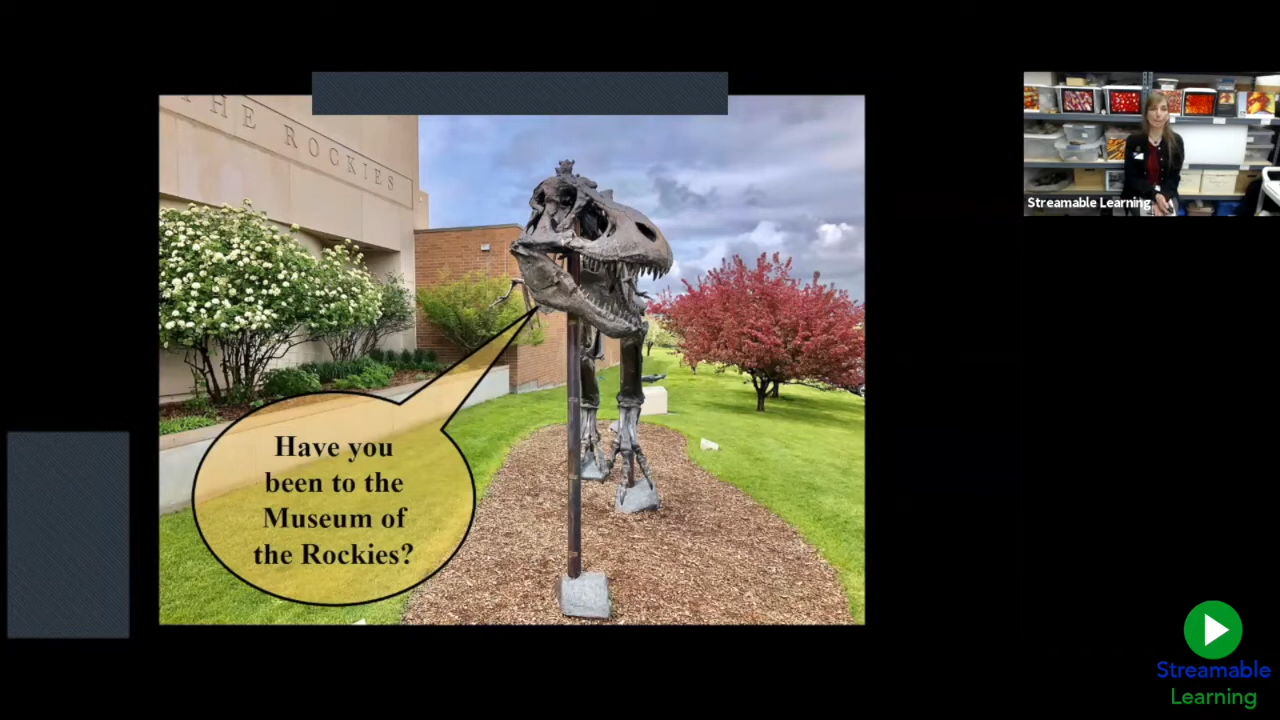 THE ROCKIES
Streamable Learning
Have you
been to the
Museum of
the Rockies?
Streamable
Learning